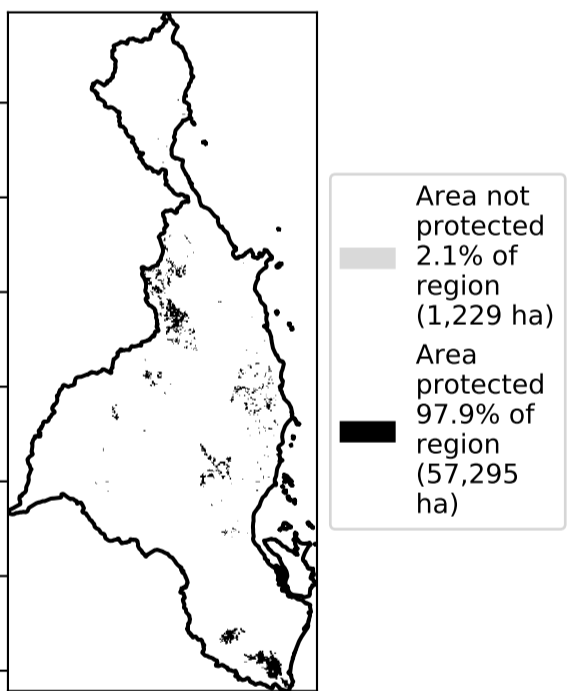 Area not
protected
2.1% of
region
(1,229 ha)
Area
protected
97.9% of
region
(57,295
ha)